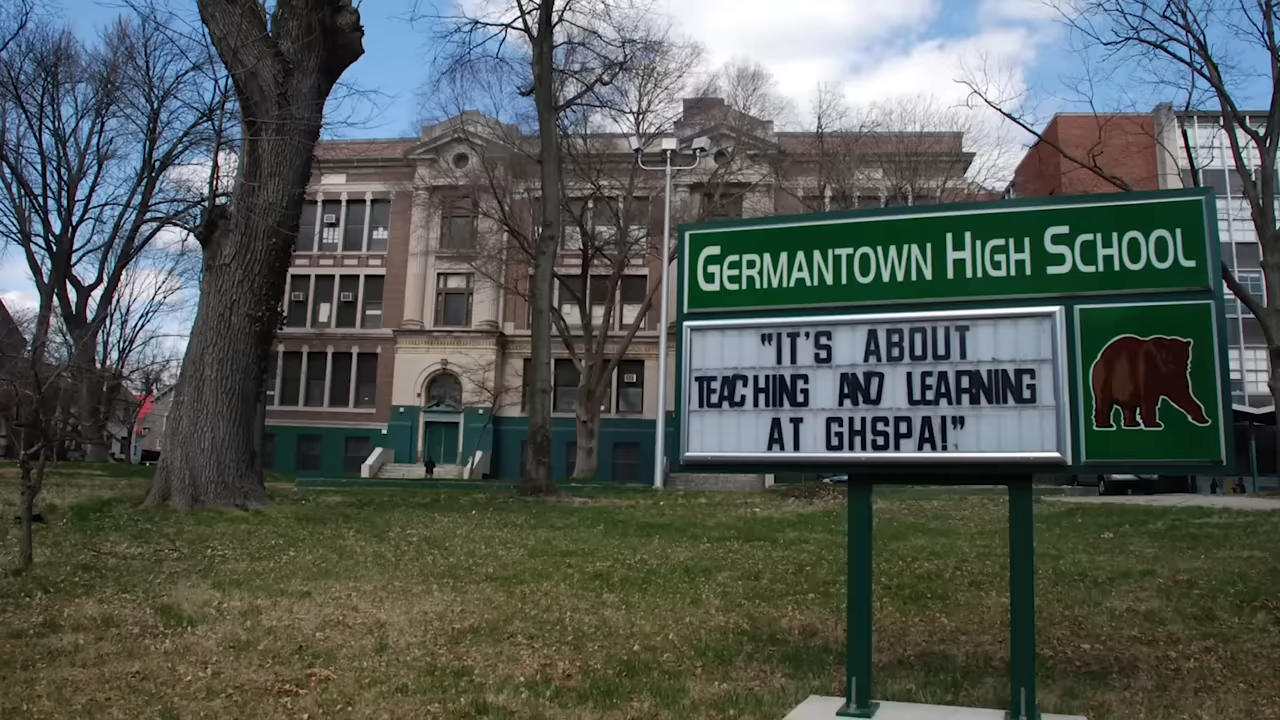 GERMANTOWN HIGH SCHOOL
"IT'S ABOUT
TEACHING AND LEARNING
AT GHSPA!"